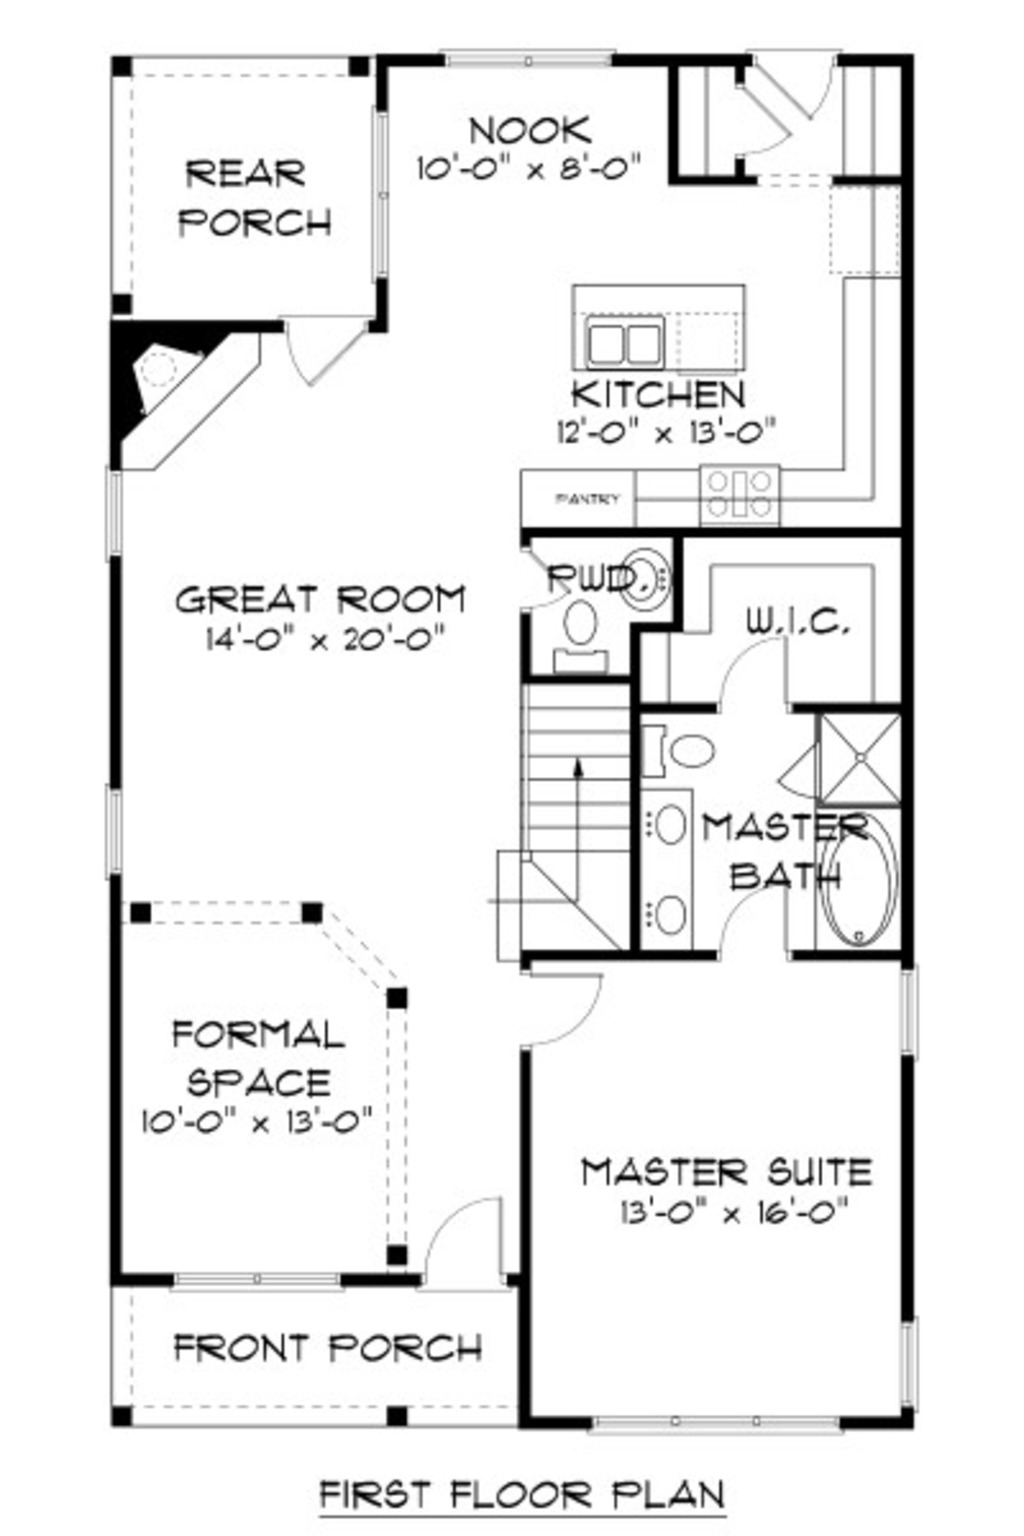 NOOK
10'-0" x 8'-0"
REAR
PORCH
KITCHEN
12'-0" x 13'-0"
PANTRY
PWD.
GREAT ROOM
14'-0" x 20'-0"
W.I.C.
MASTER
BATH
FORMAL
SPACE
10'-0" x 13'-0"
MASTER SUITE
13'-0" x 16'-0"
FRONT PORCH
FIRST FLOOR PLAN